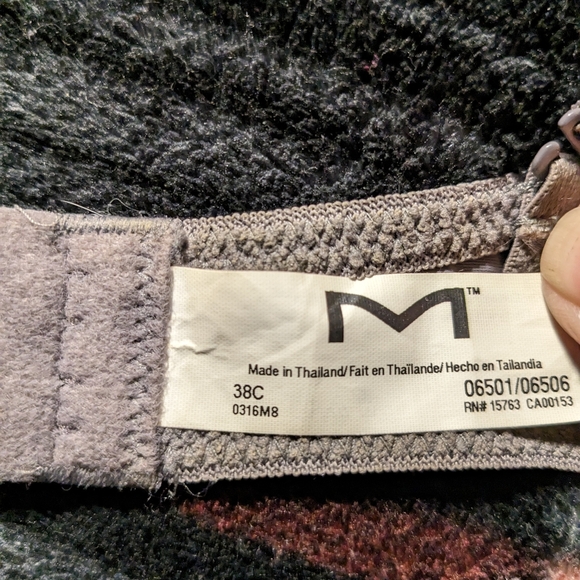 M™
Made in Thailand/Fait en Thaïlande/Hecho en Tailandia
38C
0316M8
06501/06506
RN# 15763 CA00153